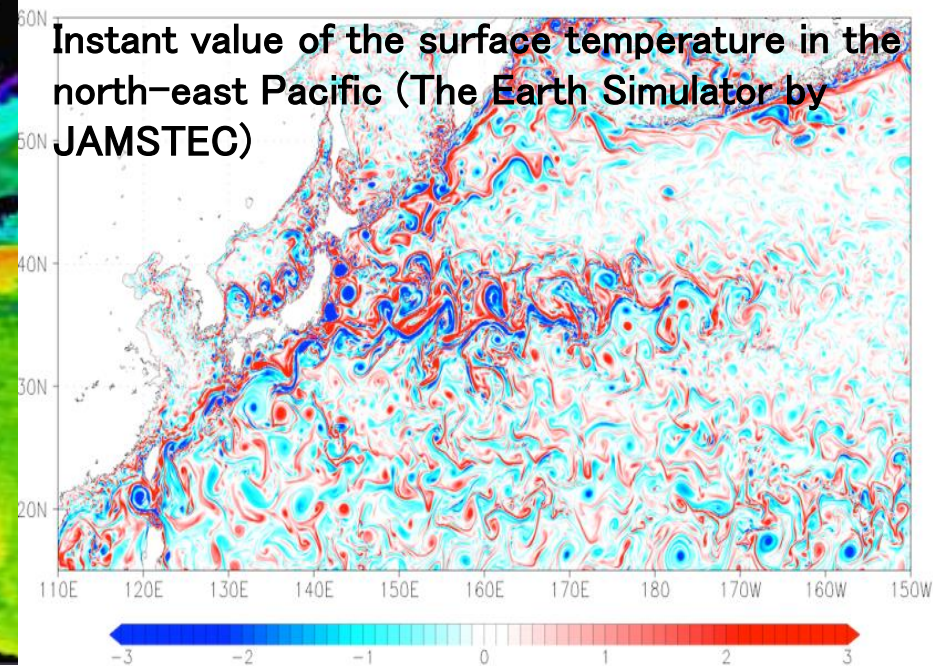 60N
Instant value of the surface temperature in the
north-east Pacific (The Earth Simulator by
50N
JAMSTEC)
40N
30N
20N
110E 120E 130E 140E 150E 160E 170E 180 170W 160W 150W
-3 -2 -1 0 1 2 3